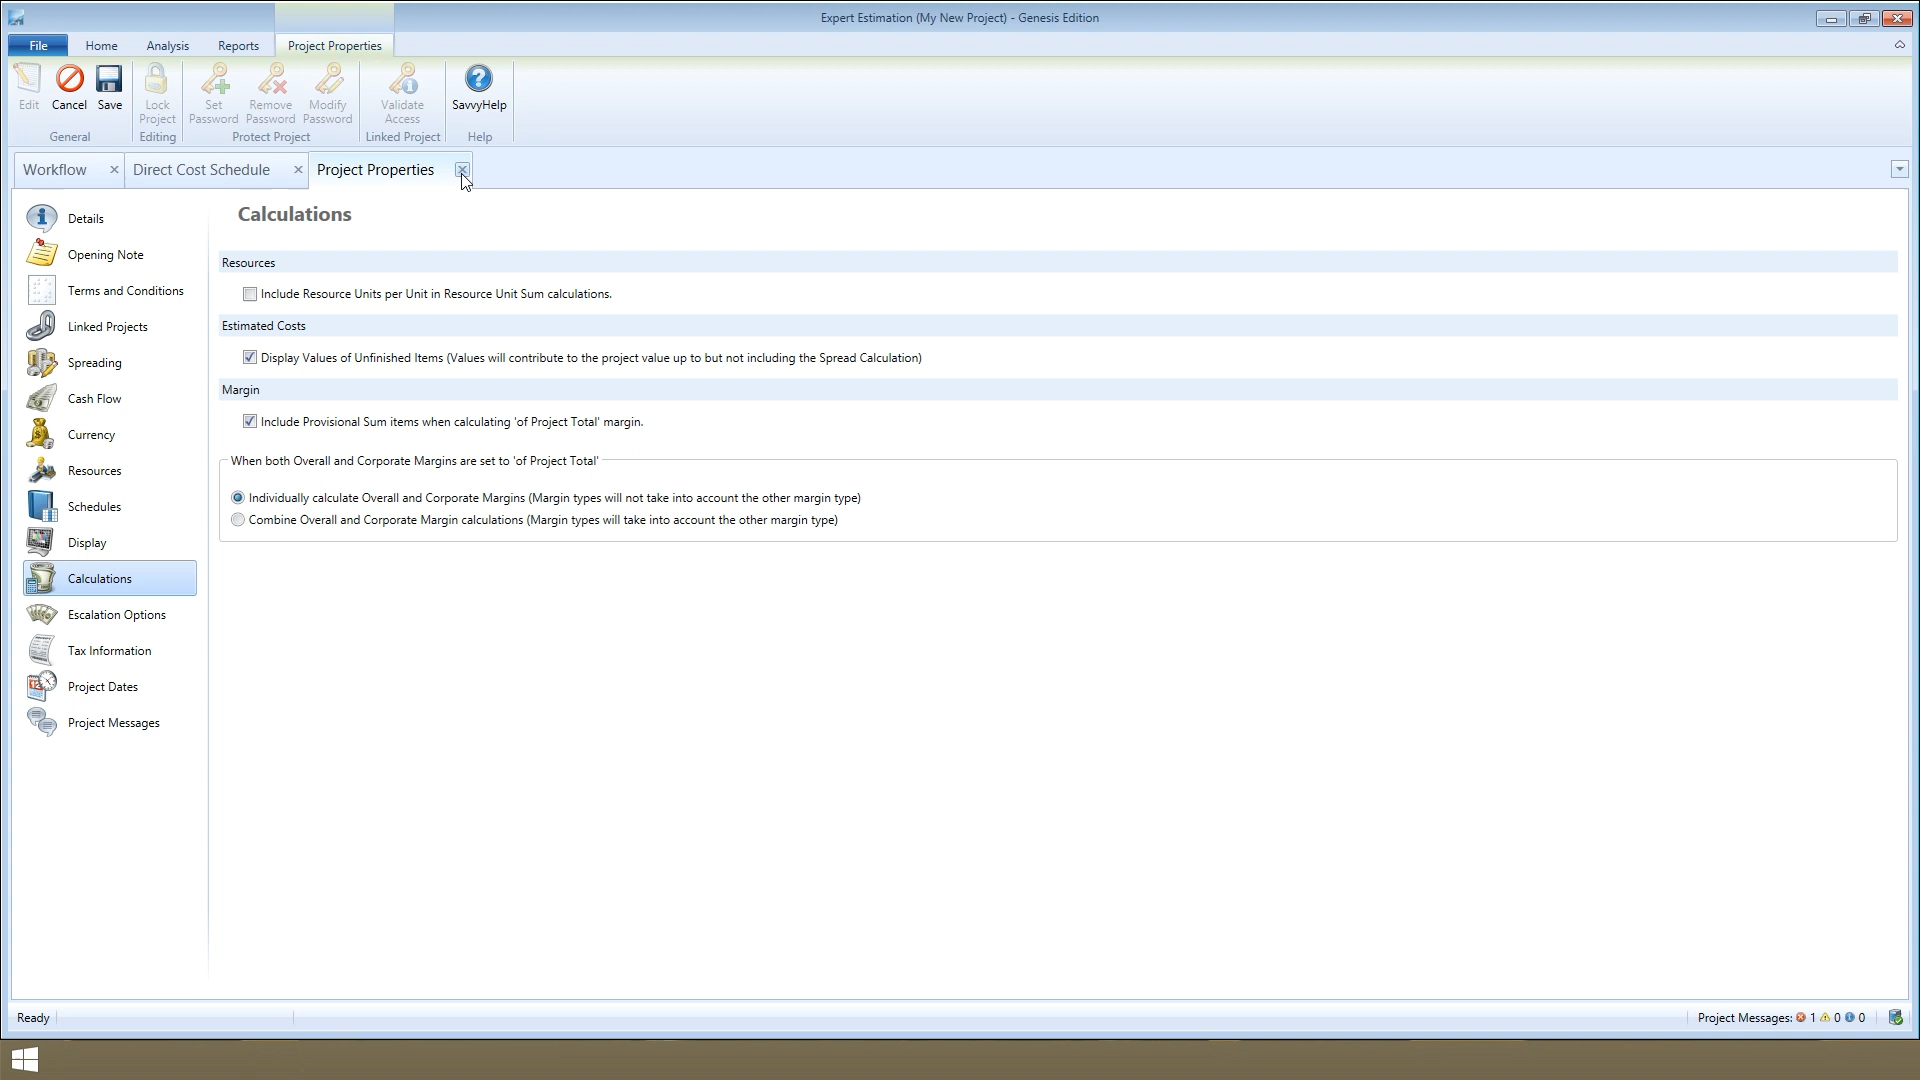 Expert Estimation (My New Project) - Genesis Edition
File Home Analysis Reports Project Properties
Edit Cancel Save Lock Project Set Password Remove Password Modify Password Validate Access SavvyHelp
General Editing Protect Project Linked Project Help
Workflow Direct Cost Schedule Project Properties
Details
Opening Note
Terms and Conditions
Linked Projects
Spreading
Cash Flow
Currency
Resources
Schedules
Display
Calculations
Escalation Options
Tax Information
Project Dates
Project Messages
Calculations
Resources
Include Resource Units per Unit in Resource Unit Sum calculations.
Estimated Costs
Display Values of Unfinished Items (Values will contribute to the project value up to but not including the Spread Calculation)
Margin
Include Provisional Sum items when calculating 'of Project Total' margin.
When both Overall and Corporate Margins are set to 'of Project Total'
Individually calculate Overall and Corporate Margins (Margin types will not take into account the other margin type)
Combine Overall and Corporate Margin calculations (Margin types will take into account the other margin type)
Ready
Project Messages: 1 0 0